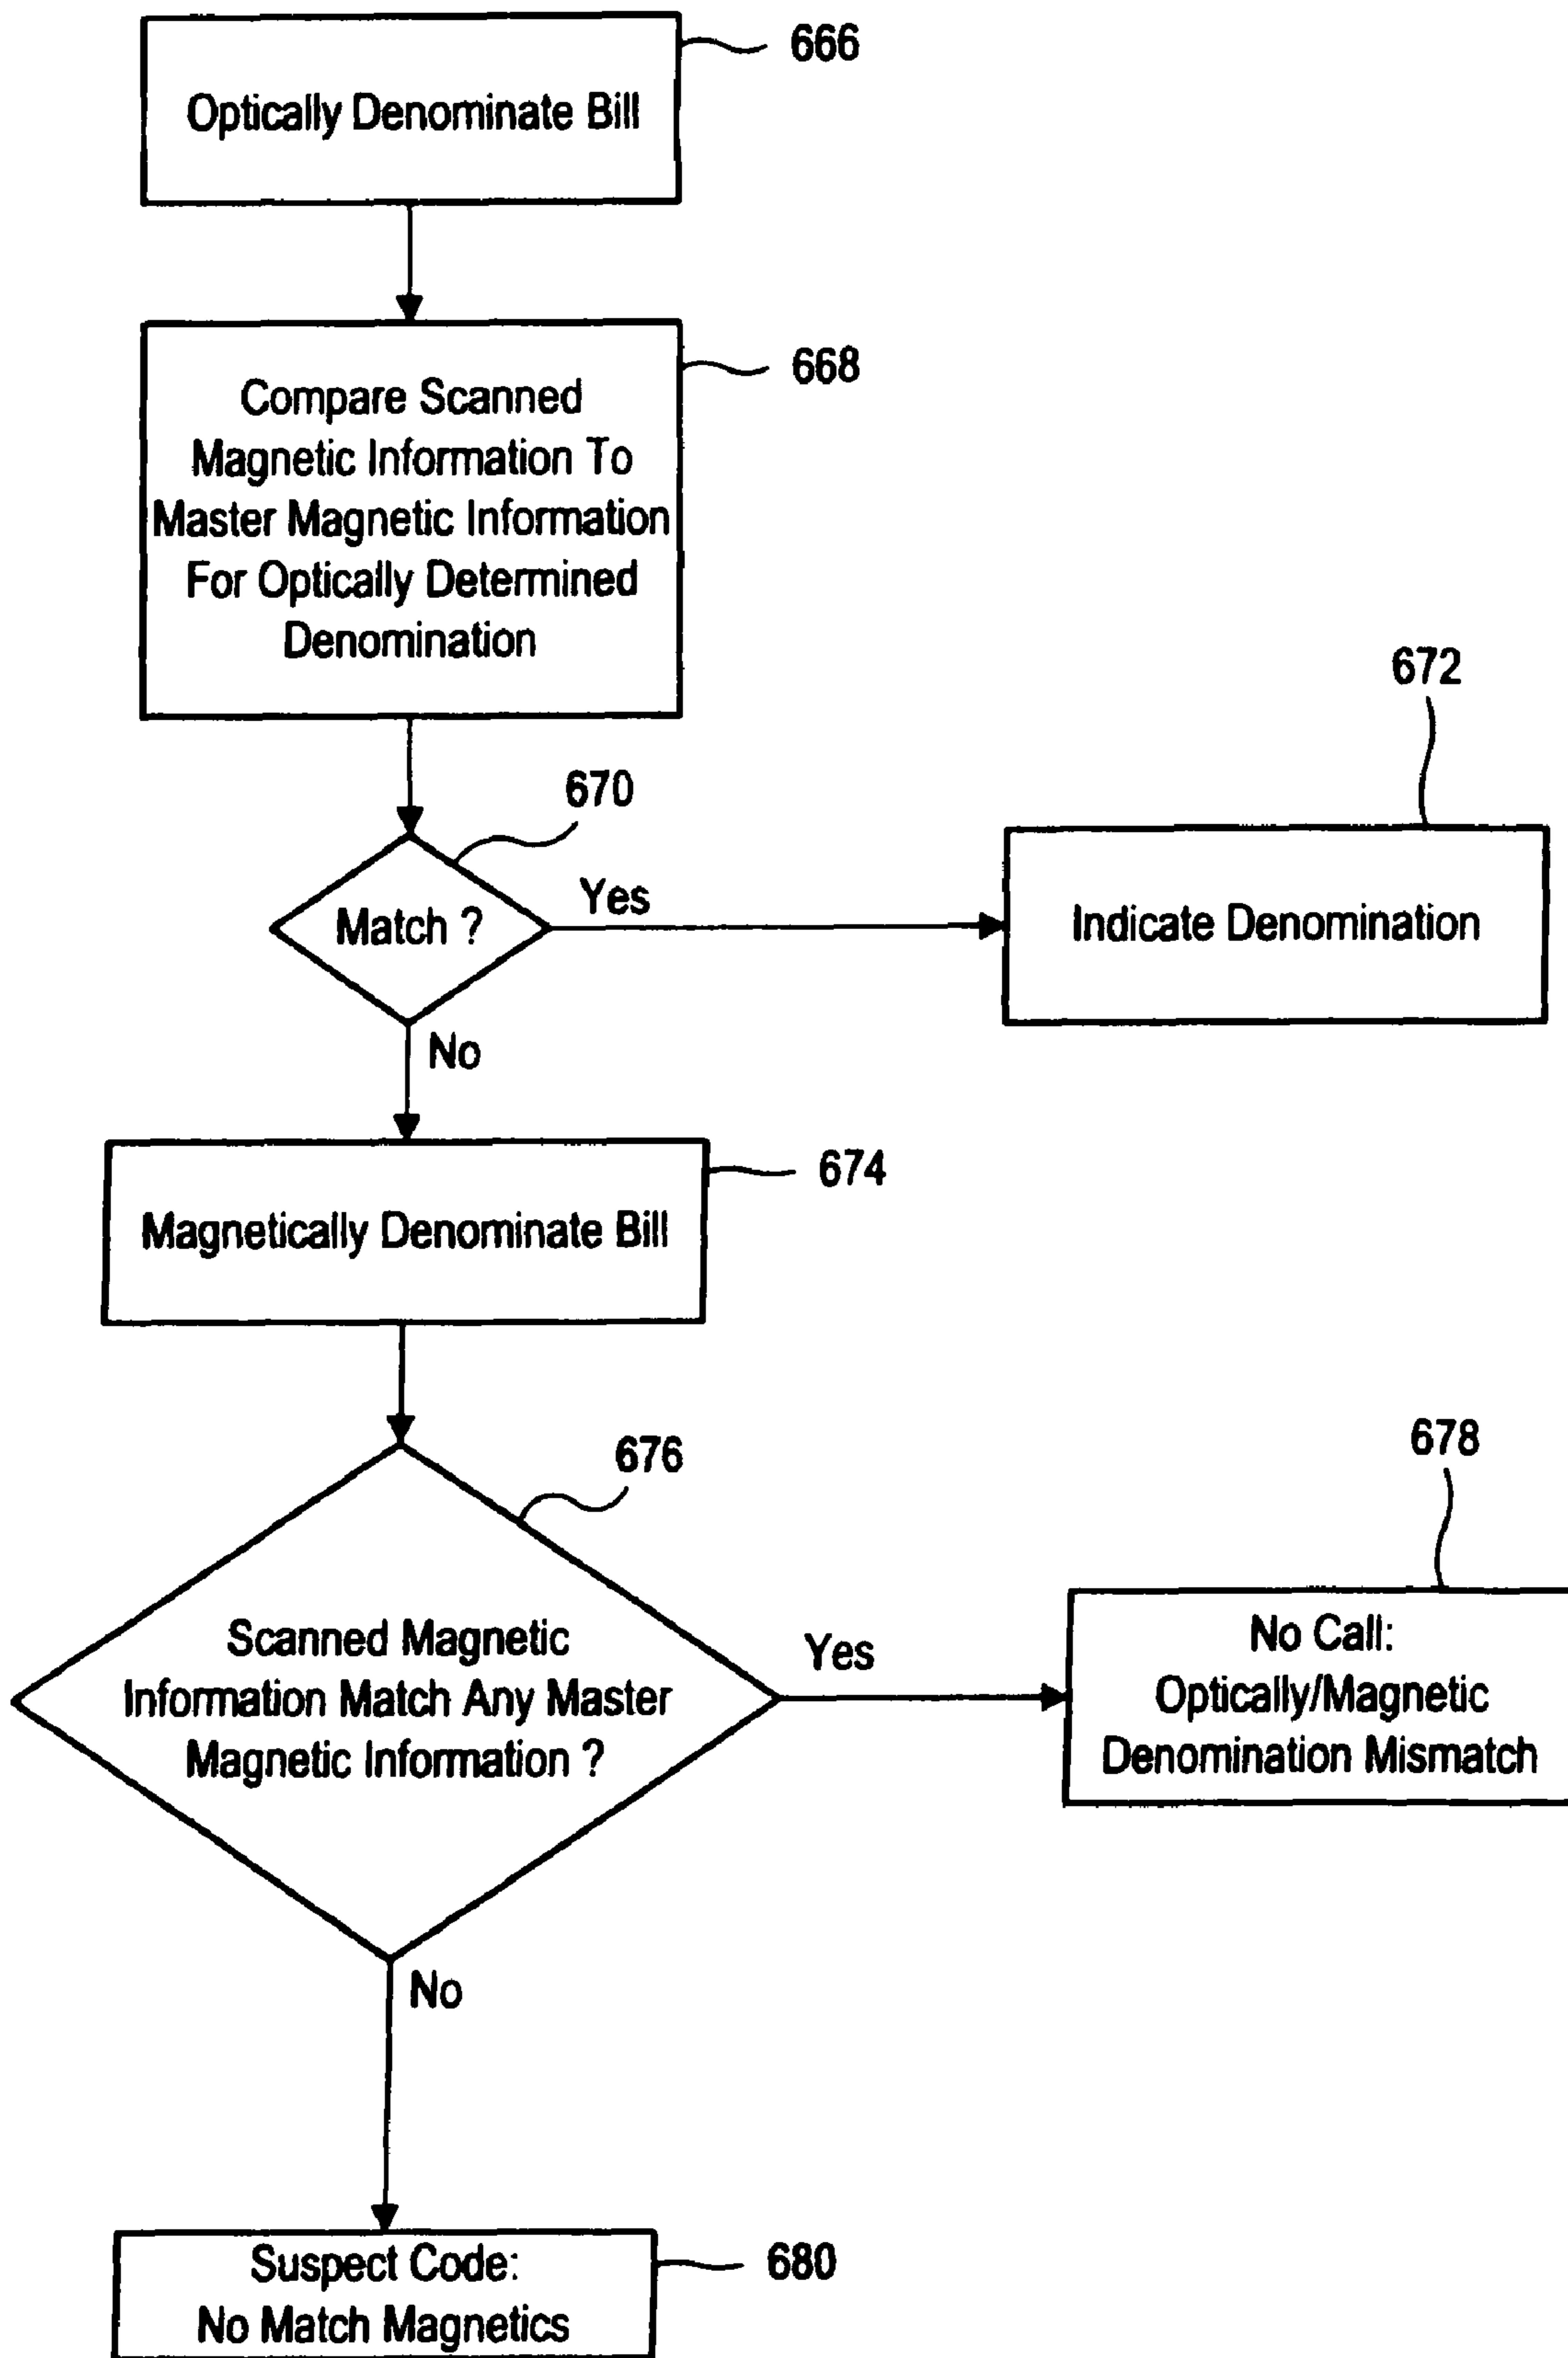 666
Optically Denominate Bill
668
Compare Scanned
Magnetic Information To
Master Magnetic Information
For Optically Determined
Denomination
672
670
Match ?
Yes
Indicate Denomination
No
674
Magnetically Denominate Bill
676
678
Scanned Magnetic
Information Match Any Master
Magnetic Information ?
Yes
No Call:
Optically/Magnetic
Denomination Mismatch
No
Suspect Code:
No Match Magnetics
680